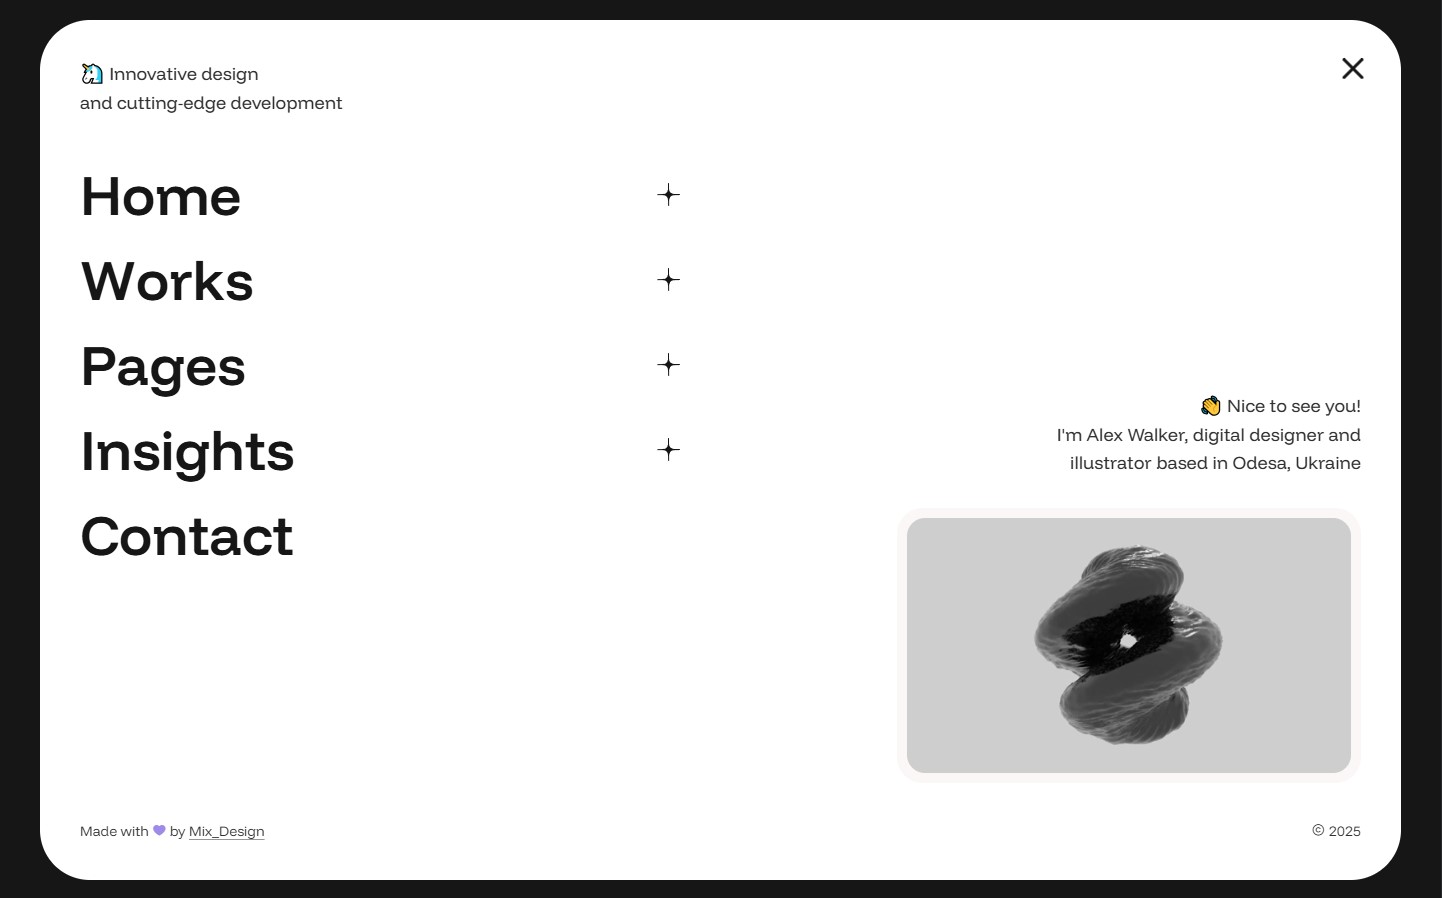 Innovative design
and cutting-edge development
Home
Works
Pages
Insights
Contact
Nice to see you!
I'm Alex Walker, digital designer and
illustrator based in Odesa, Ukraine
Made with 💜 by Mix_Design
© 2025